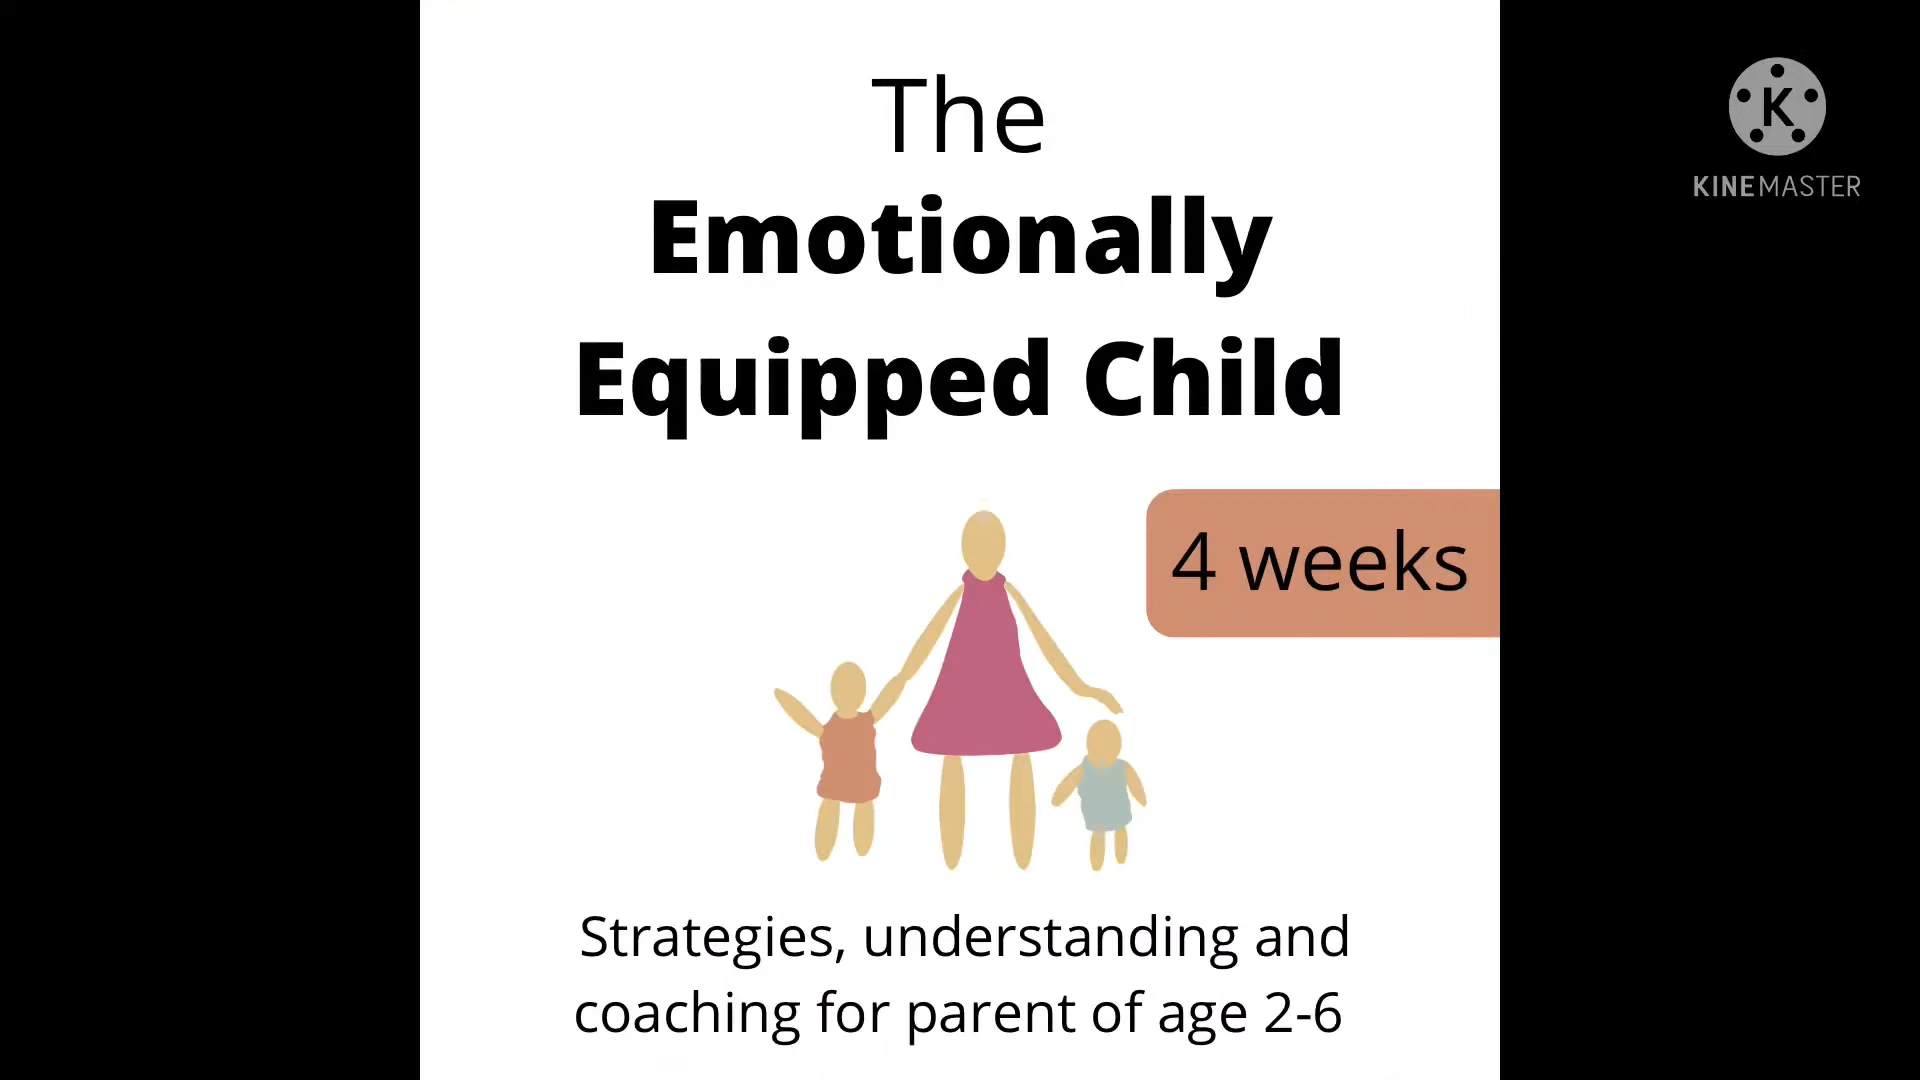 The
Emotionally
Equipped Child
4 weeks
Strategies, understanding and
coaching for parent of age 2-6
K
KINEMASTER